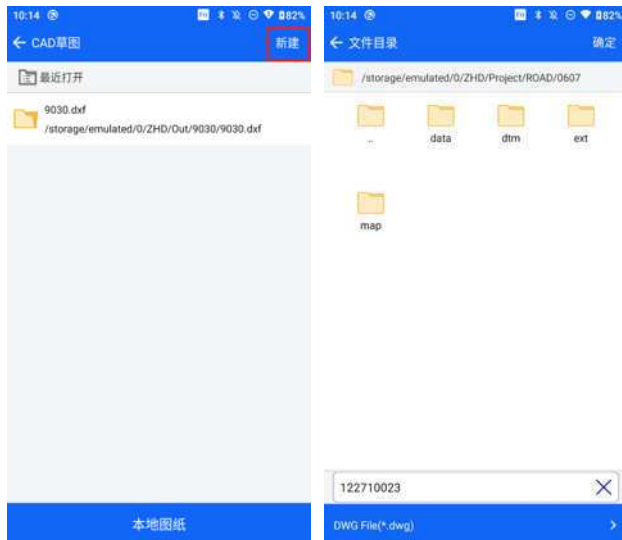 10:14
82%
← CAD草图
新建
最近打开
9030.dxf
/storage/emulated/0/ZHD/Out/9030/9030.dxf
本地图纸
10:14
82%
← 文件目录
确定
/storage/emulated/0/ZHD/Project/ROAD/0607
..
data
dtm
ext
map
122710023
DWG File(*.dwg)